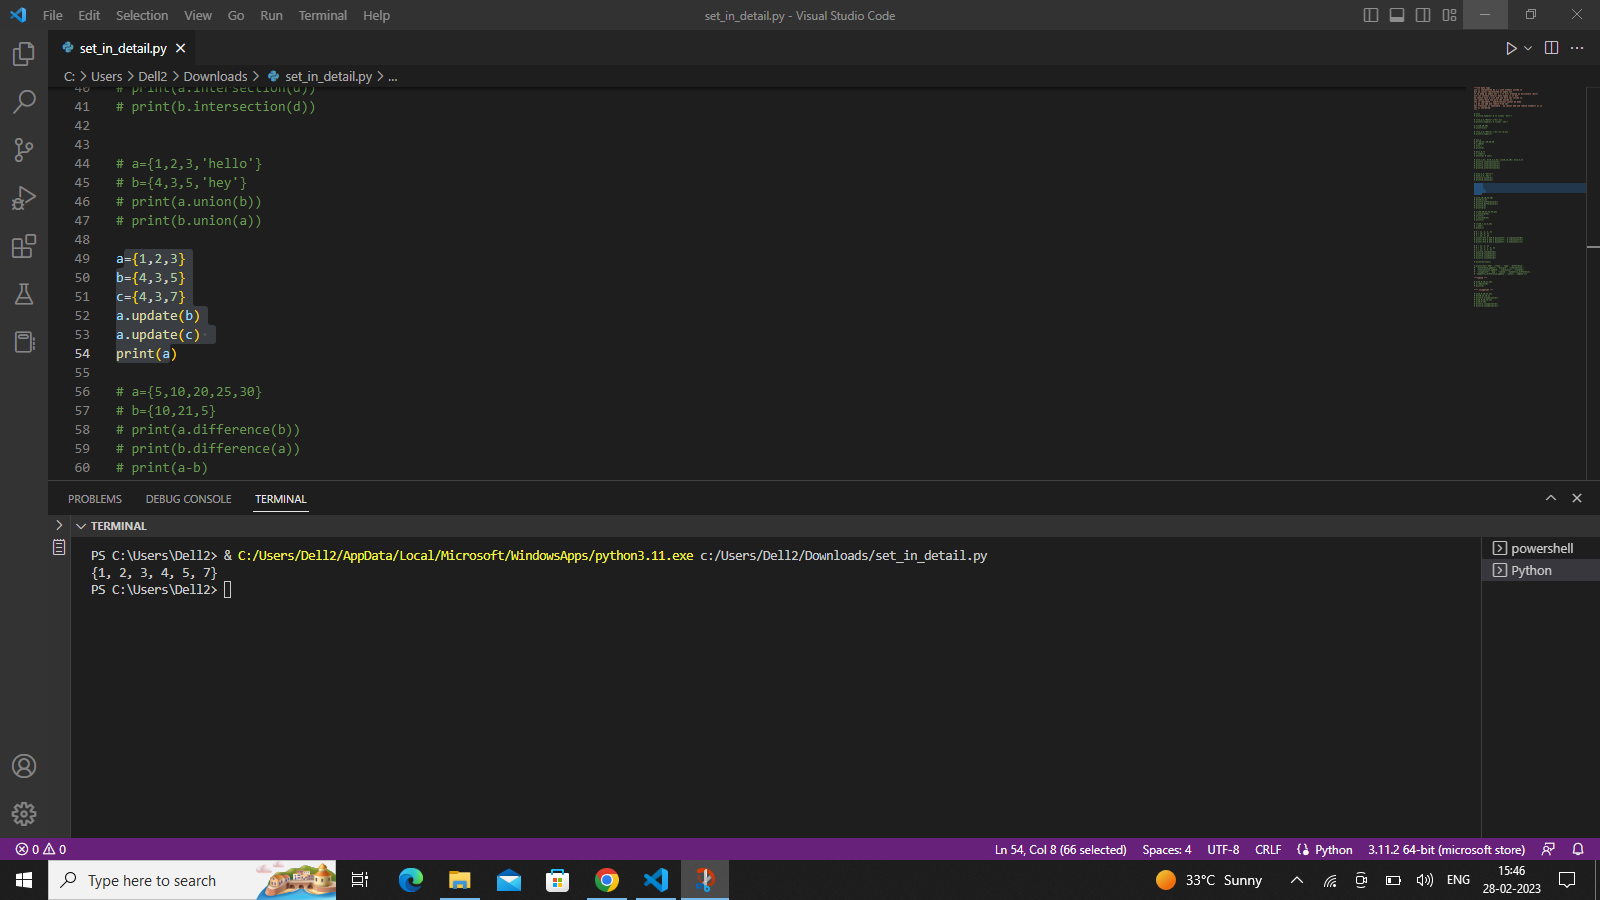 File Edit Selection View Go Run Terminal Help
set_in_detail.py - Visual Studio Code
set_in_detail.py
C: > Users > Dell2 > Downloads > set_in_detail.py > ...
40 # print(a.intersection(d))
41 # print(b.intersection(d))
42
43
44 # a={1,2,3,'hello'}
45 # b={4,3,5,'hey'}
46 # print(a.union(b))
47 # print(b.union(a))
48
49 a={1,2,3}
50 b={4,3,5}
51 c={4,3,7}
52 a.update(b)
53 a.update(c)
54 print(a)
55
56 # a={5,10,20,25,30}
57 # b={10,21,5}
58 # print(a.difference(b))
59 # print(b.difference(a))
60 # print(a-b)
PROBLEMS DEBUG CONSOLE TERMINAL
TERMINAL
PS C:\Users\Dell2> & C:/Users/Dell2/AppData/Local/Microsoft/WindowsApps/python3.11.exe c:/Users/Dell2/Downloads/set_in_detail.py
{1, 2, 3, 4, 5, 7}
PS C:\Users\Dell2>
powershell
Python
0 0
Ln 54, Col 8 (66 selected) Spaces: 4 UTF-8 CRLF Python 3.11.2 64-bit (microsoft store)
Type here to search
33°C Sunny
ENG
15:46
28-02-2023